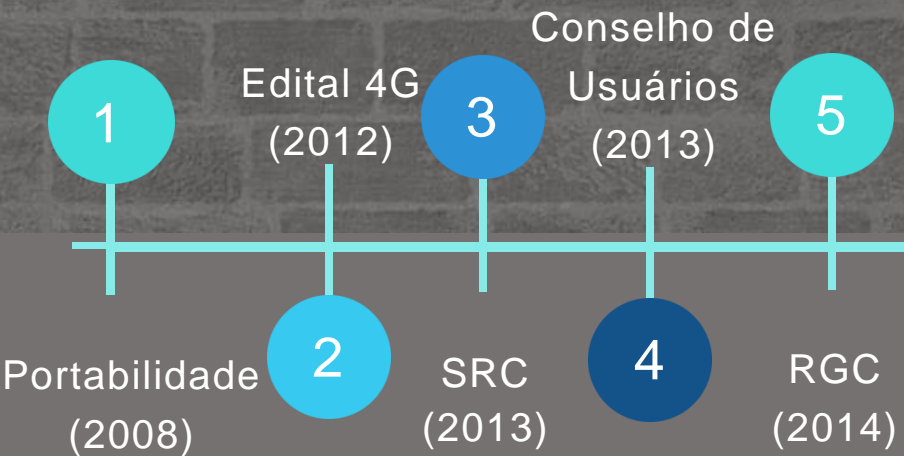 1
Portabilidade
(2008)
Edital 4G
(2012)
2
3
SRC
(2013)
Conselho de
Usuários
(2013)
4
5
RGC
(2014)